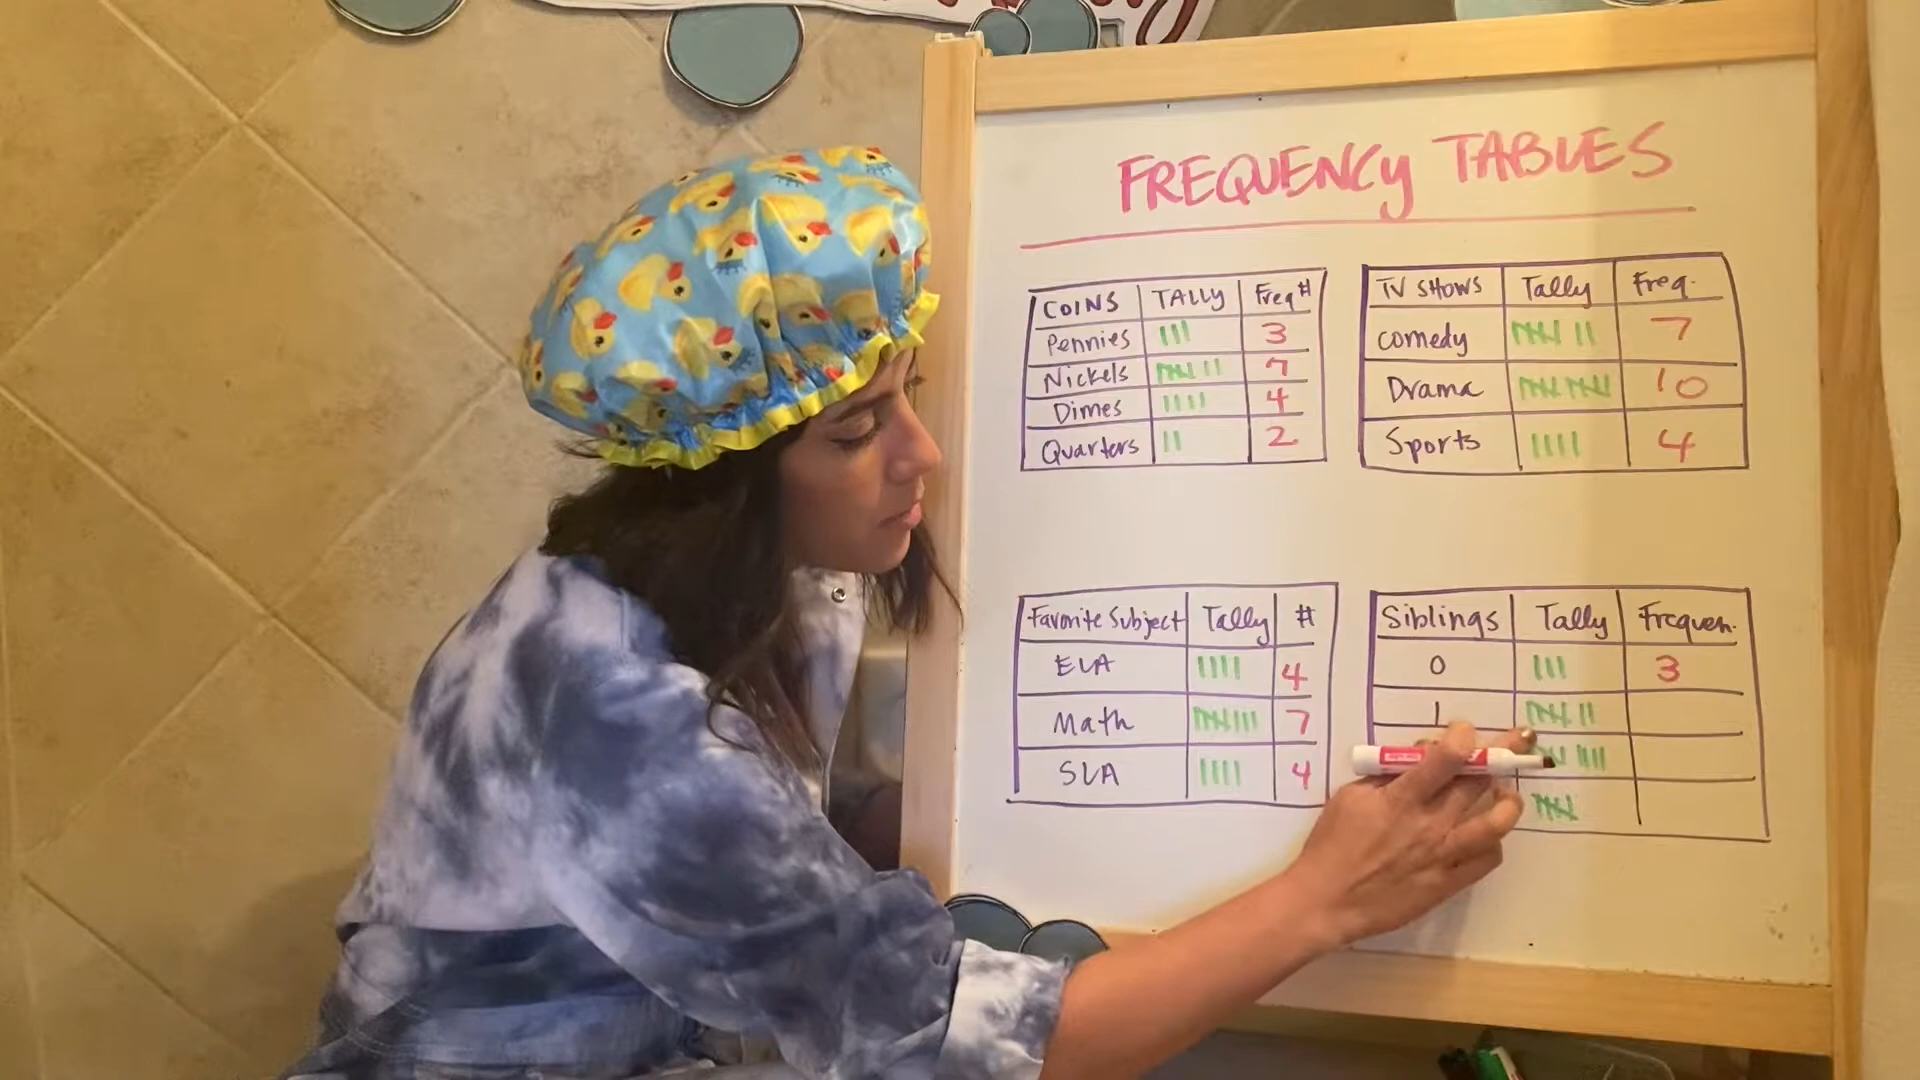 FREQUENCY TABLES
COINS TALLY Freq#
Pennies 3
Nickels 7
Dimes 4
Quarters 2
TV SHOWS Tally Freq.
comedy 7
Drama 10
Sports 4
Favorite Subject Tally #
ELA 4
Math 7
SLA 4
Siblings Tally Frequen.
0 3
1